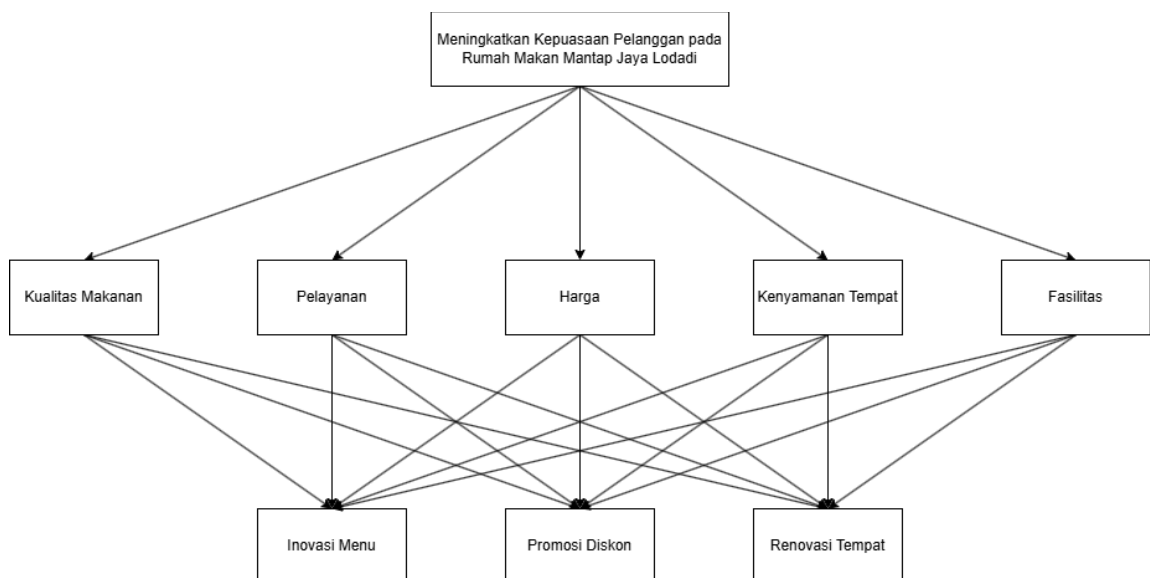 Meningkatkan Kepuasaan Pelanggan pada
Rumah Makan Mantap Jaya Lodadi
Kualitas Makanan
Pelayanan
Harga
Kenyamanan Tempat
Fasilitas
Inovasi Menu
Promosi Diskon
Renovasi Tempat